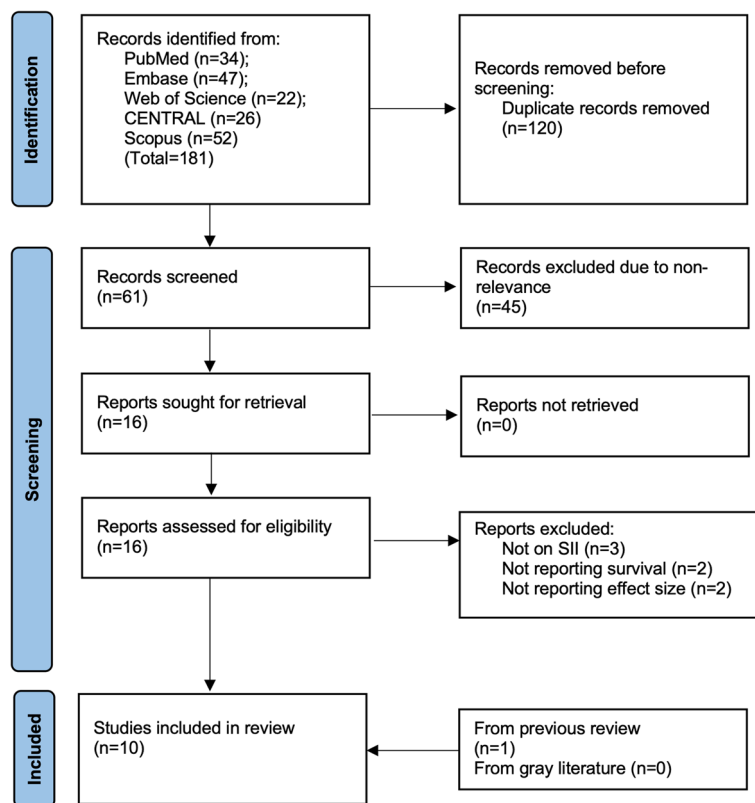 Identification
Records identified from:
PubMed (n=34);
Embase (n=47);
Web of Science (n=22);
CENTRAL (n=26)
Scopus (n=52)
(Total=181)
Records removed before
screening:
Duplicate records removed
(n=120)
Screening
Records screened
(n=61)
Records excluded due to non-
relevance
(n=45)
Reports sought for retrieval
(n=16)
Reports not retrieved
(n=0)
Reports assessed for eligibility
(n=16)
Reports excluded:
Not on SII (n=3)
Not reporting survival (n=2)
Not reporting effect size (n=2)
Included
Studies included in review
(n=10)
From previous review
(n=1)
From gray literature (n=0)